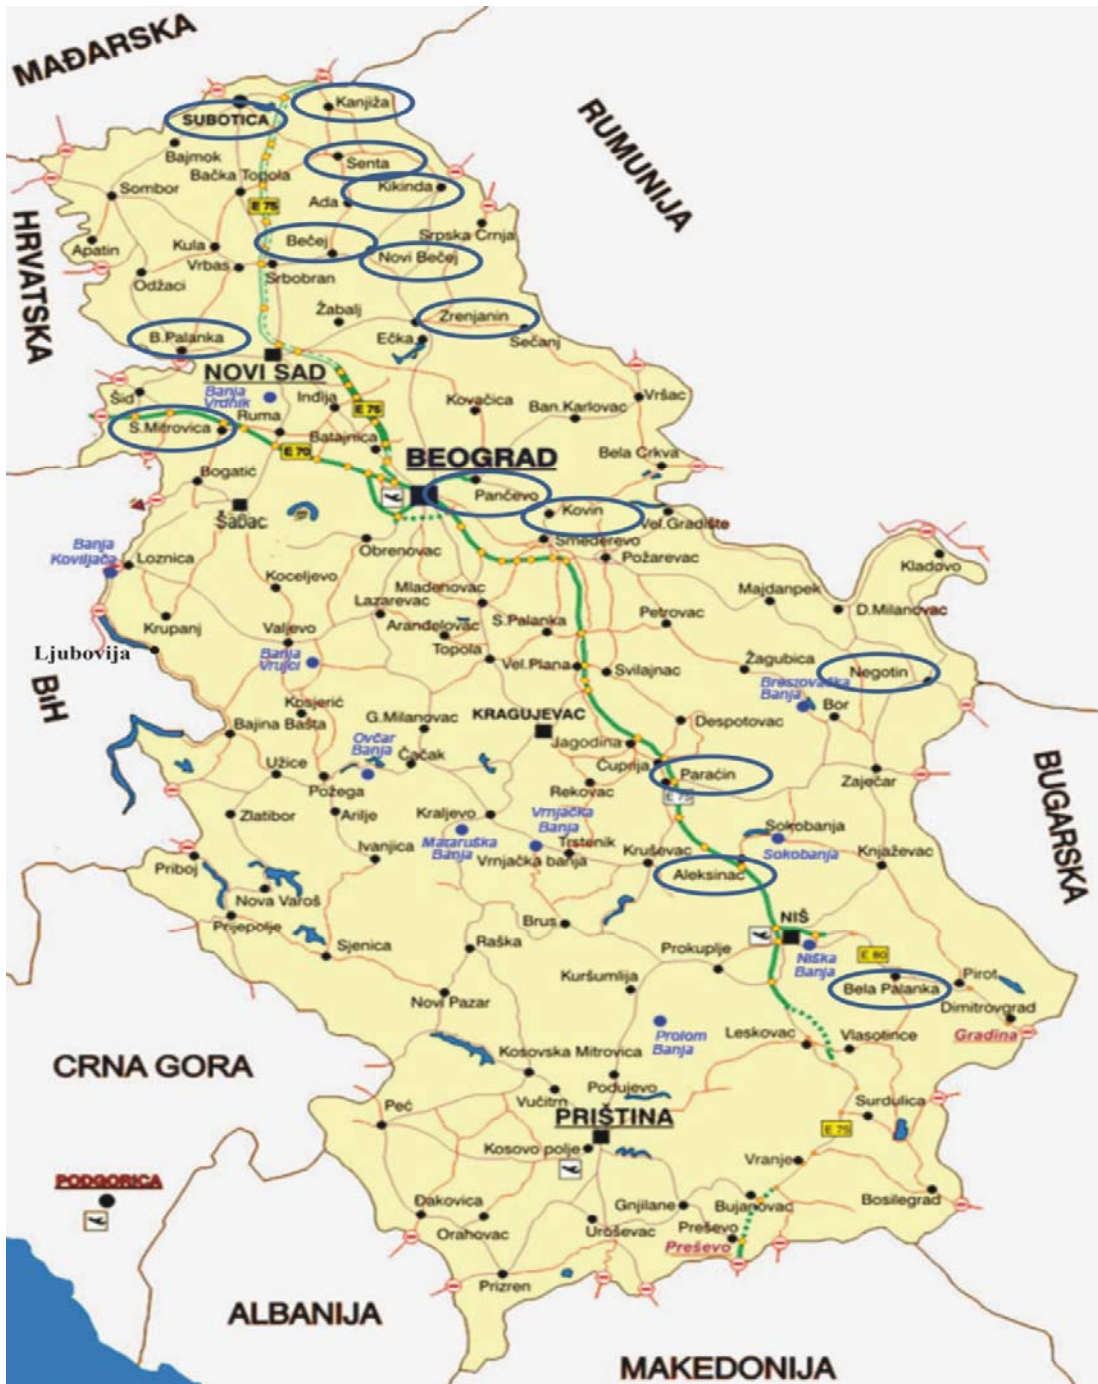 MAĐARSKA
RUMUNIJA
HRVATSKA
Kanjiža
SUBOTICA
Bajmok
Senta
Bačka Topola
Kikinda
Sombor
Ada
E 75
Srpska Crnja
Bečej
Apatin
Kula
Novi Bečej
Vrbas
Srbobran
Odžaci
Žabalj
Zrenjanin
B.Palanka
Ečka
Sečanj
NOVI SAD
Šid
Banja
Vrdnik
Inđija
Vršac
Kovačica
Ban.Karlovac
E 75
Ruma
S.Mitrovica
Batajnica
E 70
BEOGRAD
Bela Crkva
Bogatić
Pančevo
Kovin
Šabac
Vel.Gradište
Smederevo
Obrenovac
Požarevac
Banja
Koviljača
Loznica
Kladovo
Koceljevo
Mladenovac
Majdanpek
Lazarevac
Petrovac
D.Milanovac
Krupanj
Aranđelovac
S.Palanka
Valjevo
Ljubovija
Topola
Banja
Vrujci
Vel.Plana
Svilajnac
Žagubica
Negotin
Brestovačka
Banja
BiH
Kosjerić
Bor
Bajina Bašta
G.Milanovac
KRAGUJEVAC
Despotovac
Ovčar
Banja
Jagodina
Čačak
BUGARSKA
Užice
Ćuprija
Paraćin
Zaječar
Požega
Rekovac
E 75
Zlatibor
Arilje
Kraljevo
Vrnjačka
Banja
Sokobanja
Mataruška
Banja
Ivanjica
Trstenik
Vrnjačka banja
Kruševac
Sokobanja
Knjaževac
Priboj
Aleksinac
Nova Varoš
Prijepolje
Brus
NIŠ
Sjenica
Raška
Prokuplje
Niška
Banja
E 80
Kuršumlija
Pirot
Bela Palanka
Novi Pazar
Dimitrovgrad
Prolom
Banja
Leskovac
Vlasotince
Gradina
CRNA GORA
Kosovska Mitrovica
Podujevo
Vučitrn
Surdulica
Peć
PRIŠTINA
E 75
Kosovo polje
Vranje
PODGORICA
Bosilegrad
Đakovica
Gnjilane
Bujanovac
Orahovac
Uroševac
Preševo
Preševo
Prizren
ALBANIJA
MAKEDONIJA